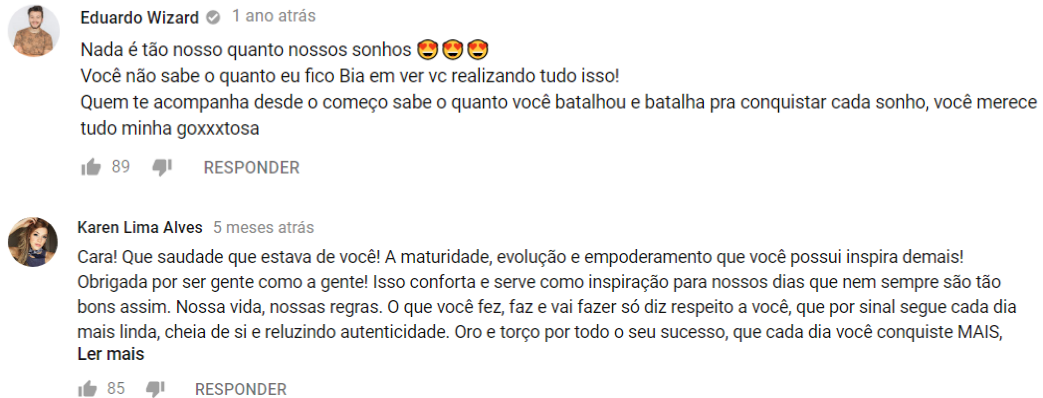 Eduardo Wizard 1 ano atrás
Nada é tão nosso quanto nossos sonhos 😍😍😍
Você não sabe o quanto eu fico Bia em ver vc realizando tudo isso!
Quem te acompanha desde o começo sabe o quanto você batalhou e batalha pra conquistar cada sonho, você merece
tudo minha goxxxtosa
89 RESPONDER
Karen Lima Alves 5 meses atrás
Cara! Que saudade que estava de você! A maturidade, evolução e empoderamento que você possui inspira demais!
Obrigada por ser gente como a gente! Isso conforta e serve como inspiração para nossos dias que nem sempre são tão
bons assim. Nossa vida, nossas regras. O que você fez, faz e vai fazer só diz respeito a você, que por sinal segue cada dia
mais linda, cheia de si e reluzindo autenticidade. Oro e torço por todo o seu sucesso, que cada dia você conquiste MAIS,
Ler mais
85 RESPONDER